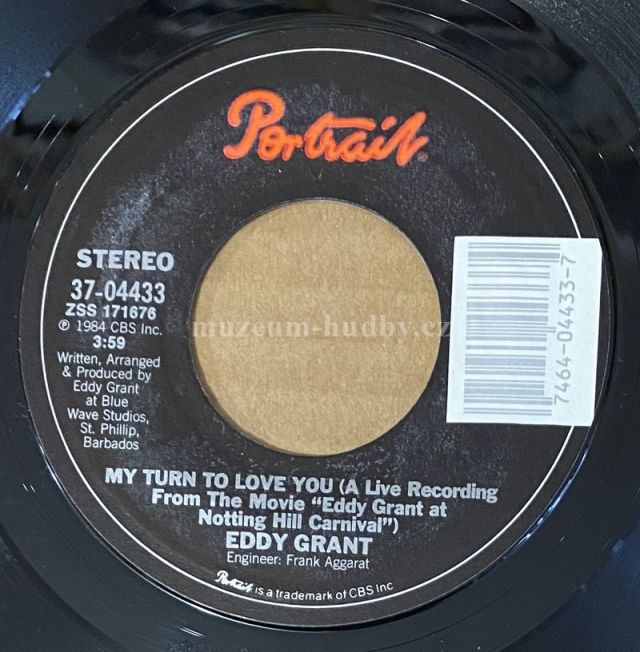 Portrait®
STEREO
37-04433
ZSS 171676
℗ 1984 CBS Inc.
3:59
Written, Arranged
& Produced by
Eddy Grant
at Blue
Wave Studios,
St. Phillip,
Barbados
7464-04433-7
muzeum-hudby.cz
MY TURN TO LOVE YOU (A Live Recording
From The Movie "Eddy Grant at
Notting Hill Carnival")
EDDY GRANT
Engineer: Frank Aggarat
Portrait is a trademark of CBS Inc